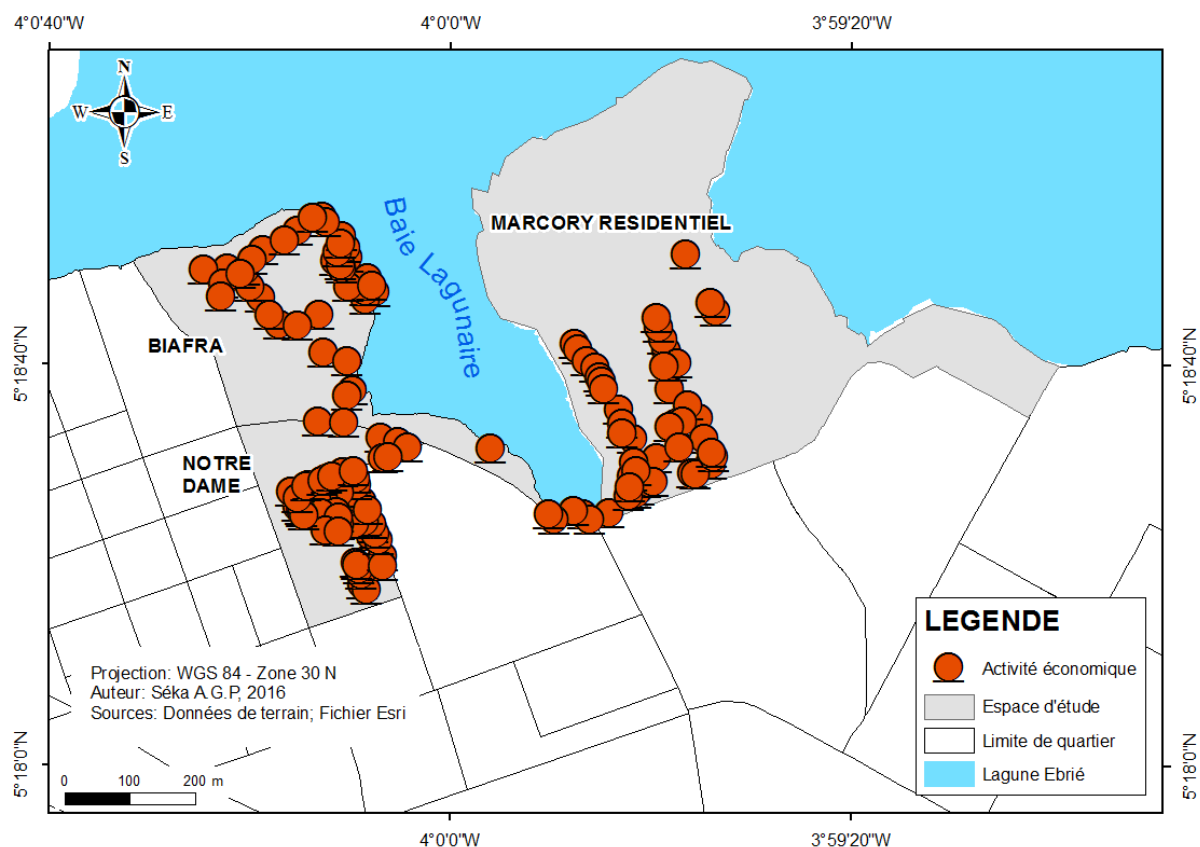 4°0'40"W
4°0'0"W
3°59'20"W
N
W
E
S
Baie Lagunaire
MARCORY RESIDENTIEL
BIAFRA
5°18'40"N
5°18'40"N
NOTRE
DAME
LEGENDE
Activité économique
Espace d'étude
Limite de quartier
Lagune Ebrié
Projection: WGS 84 - Zone 30 N
Auteur: Séka A.G.P, 2016
Sources: Données de terrain; Fichier Esri
0 100 200 m
5°18'0"N
5°18'0"N
4°0'0"W
3°59'20"W